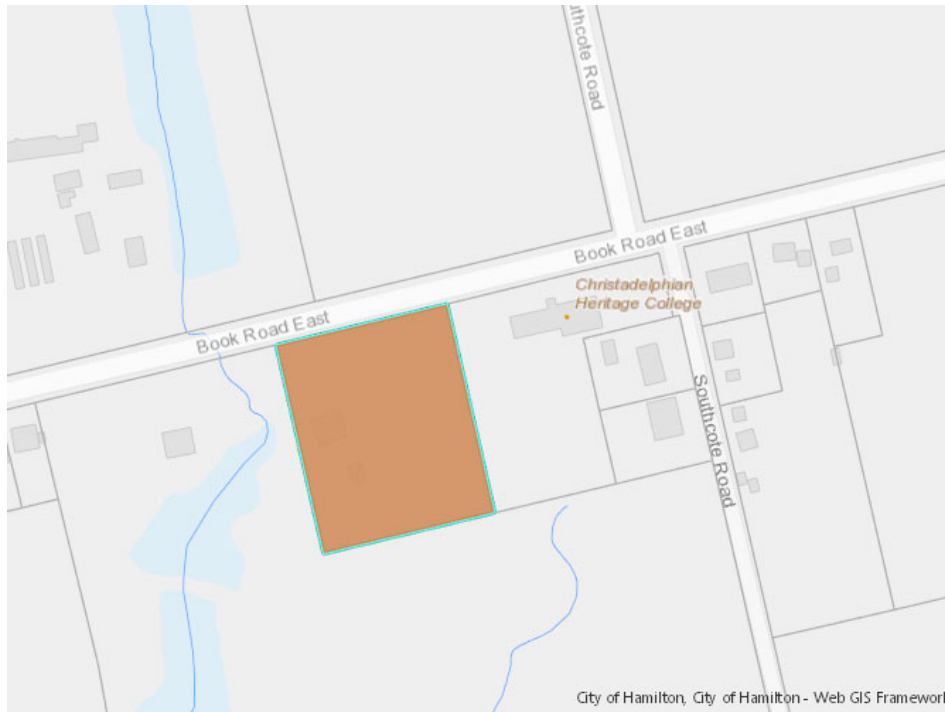 uthcote Road
Book Road East
Christadelphian
Heritage College
Book Road East
Southcote Road
City of Hamilton, City of Hamilton - Web GIS Framework